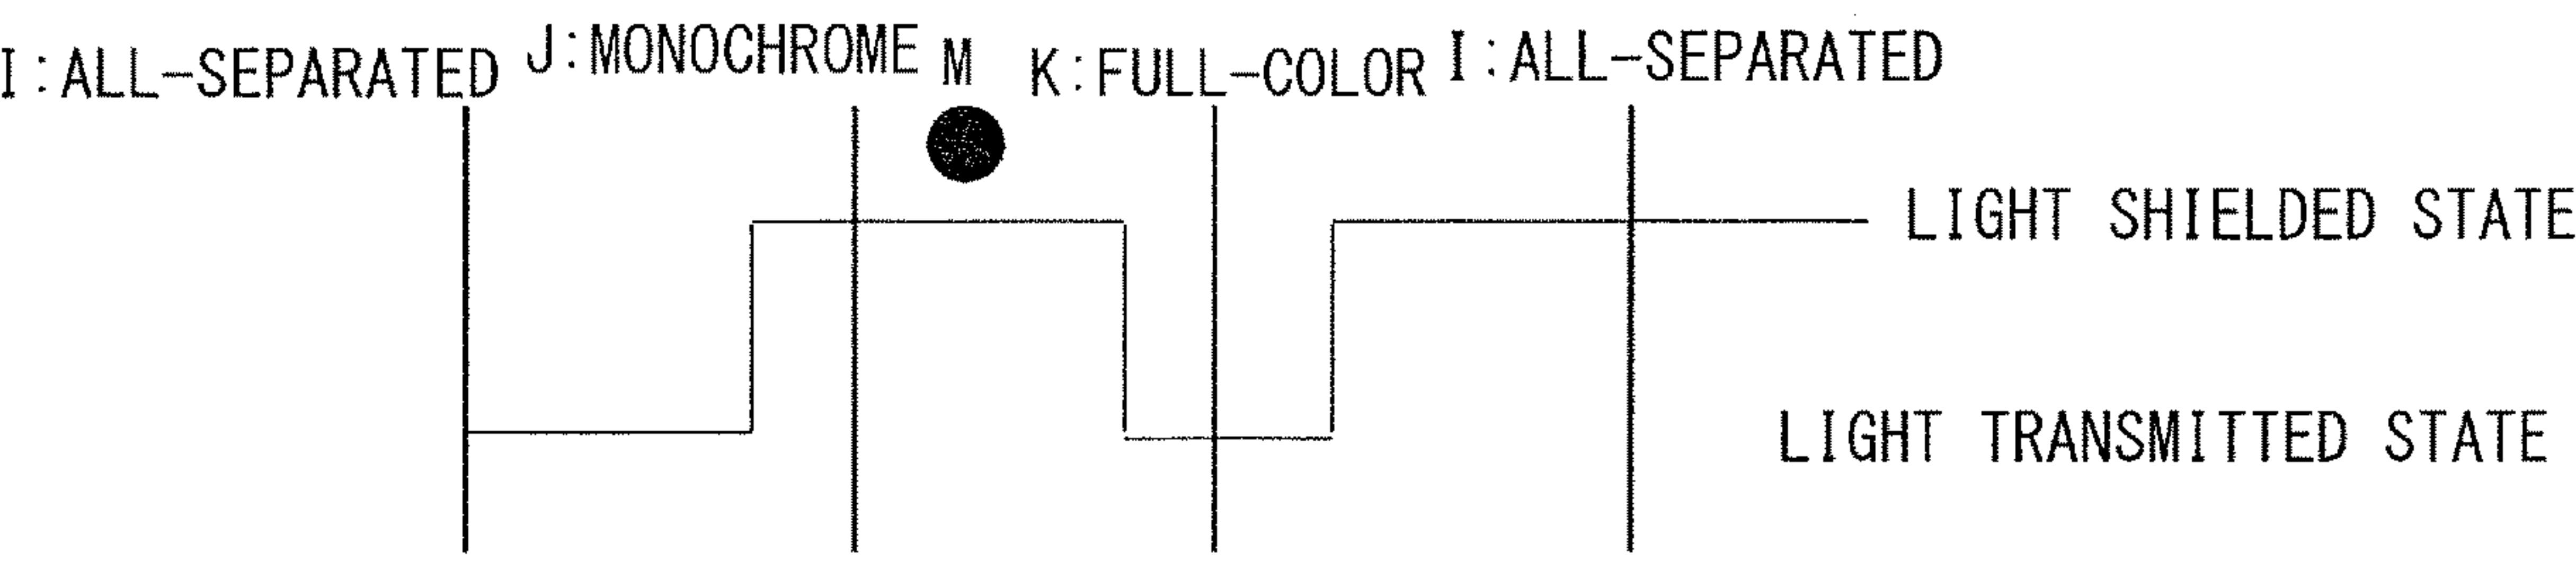 I:ALL-SEPARATED
J:MONOCHROME
M
K:FULL-COLOR
I:ALL-SEPARATED
LIGHT SHIELDED STATE
LIGHT TRANSMITTED STATE